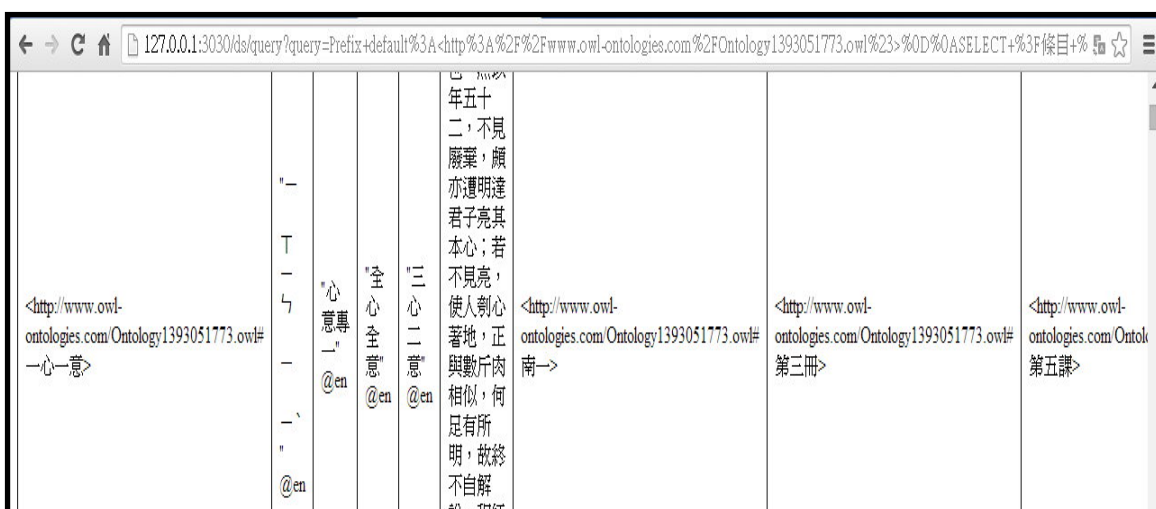 127.0.0.1:3030/ds/query?query=Prefix+default%3A<http%3A%2F%2Fwww.owl-ontologies.com%2FOntology1393051773.owl%23>%0D%0ASELECT+%3F條目+%
<http://www.owl-
ontologies.com/Ontology1393051773.owl#
一心一意>
"ㄧ
ㄒ
ㄧ
ㄣ
ㄧ
ㄧˋ
"
@en
"心
意專
一"
@en
"全
心
全
意"
@en
"三
心
二
意"
@en
年五十
二，不見
廢棄，頗
亦遭明達
君子亮其
本心；若
不見亮，
使人刳心
著地，正
與數斤肉
相似，何
足有所
明，故終
不自解
<http://www.owl-
ontologies.com/Ontology1393051773.owl#
南一>
<http://www.owl-
ontologies.com/Ontology1393051773.owl#
第三冊>
<http://www.owl-
ontologies.com/Ontolo
第五課>